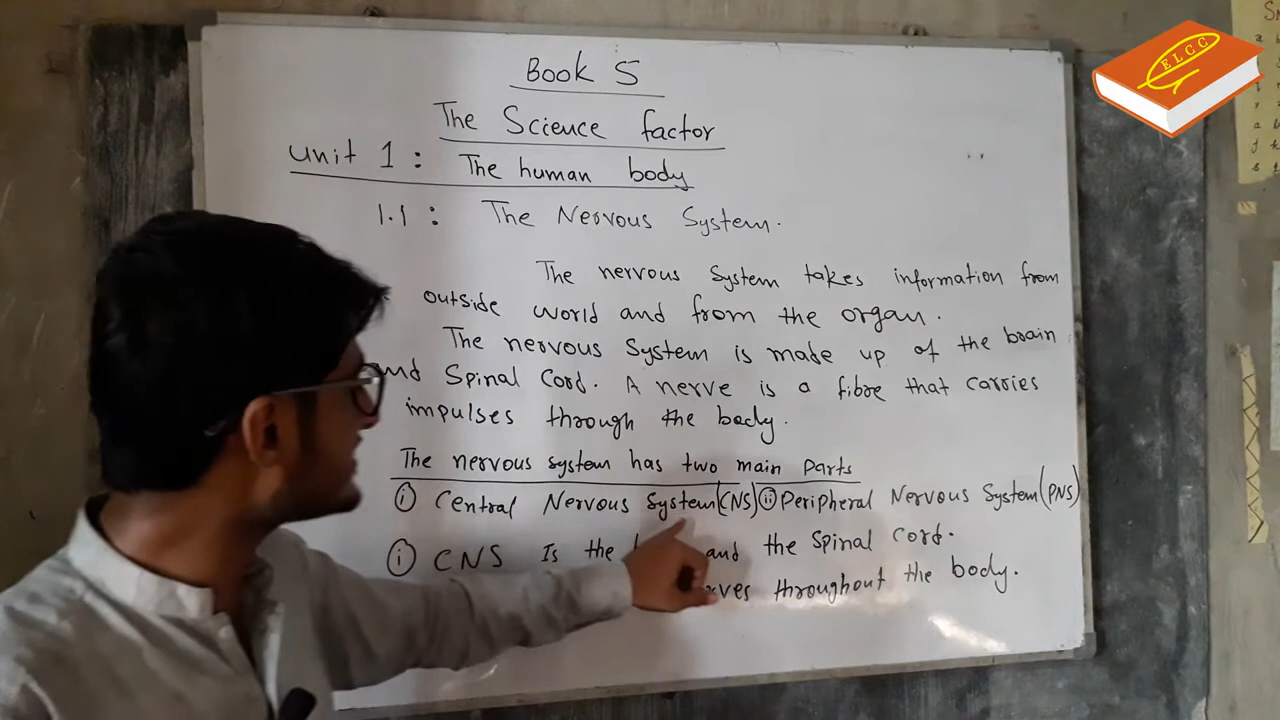 Book 5
The Science factor
Unit 1 : The human body
1.1 : The Nervous System.
The nervous System takes information from
outside world and from the organ.
The nervous System is made up of the brain
and Spinal Cord. A nerve is a fibre that carries
impulses through the body.
The nervous system has two main Parts
i Central Nervous System (CNS) ii Peripheral Nervous System (PNS)
i CNS Is the and the Spinal Cord.
throughout the body.
ELCC